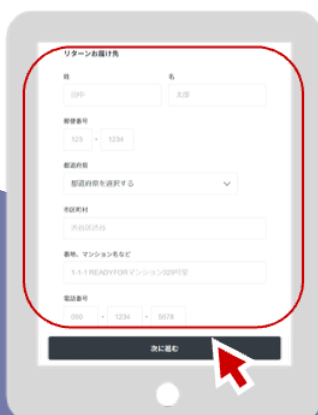 リターンお届け先
姓 名
田中 太郎
郵便番号
123 - 1234
都道府県
都道府県を選択する
市区町村
渋谷区渋谷
番地、マンション名など
1-1-1 READYFORマンション020号室
電話番号
090 - 1234 - 5678
次に進む